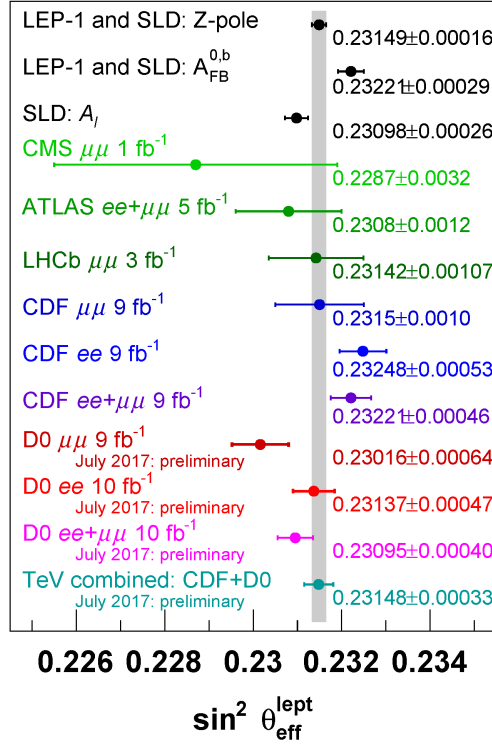 LEP-1 and SLD: Z-pole 0.23149±0.00016
LEP-1 and SLD: A_FB^0,b 0.23221±0.00029
SLD: A_l 0.23098±0.00026
CMS μμ 1 fb⁻¹ 0.2287±0.0032
ATLAS ee+μμ 5 fb⁻¹ 0.2308±0.0012
LHCb μμ 3 fb⁻¹ 0.23142±0.00107
CDF μμ 9 fb⁻¹ 0.2315±0.0010
CDF ee 9 fb⁻¹ 0.23248±0.00053
CDF ee+μμ 9 fb⁻¹ 0.23221±0.00046
D0 μμ 9 fb⁻¹ 0.23016±0.00064
July 2017: preliminary
D0 ee 10 fb⁻¹ 0.23137±0.00047
July 2017: preliminary
D0 ee+μμ 10 fb⁻¹ 0.23095±0.00040
July 2017: preliminary
TeV combined: CDF+D0 0.23148±0.00033
July 2017: preliminary
0.226 0.228 0.23 0.232 0.234
sin² θ_eff^lept